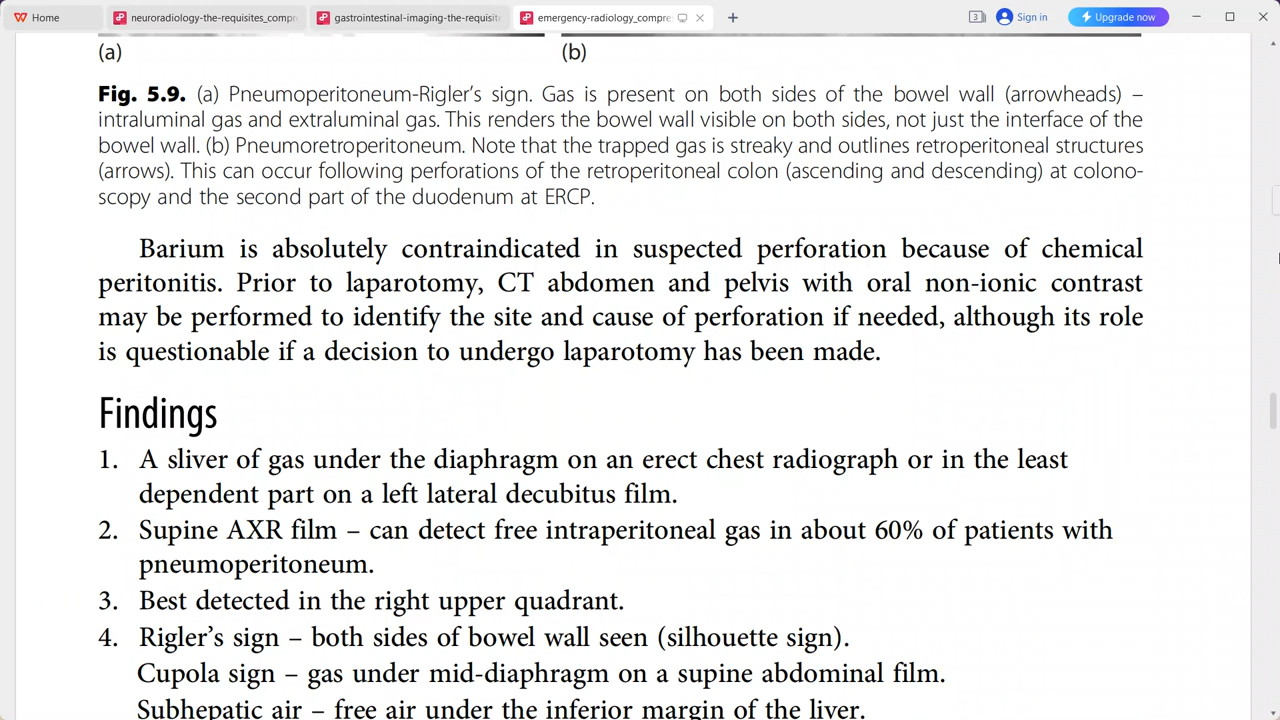 Home
neuroradiology-the-requisites_compre
gastrointestinal-imaging-the-requisite
emergency-radiology_compre
3
Sign in
Upgrade now
(a)
(b)
Fig. 5.9. (a) Pneumoperitoneum-Rigler's sign. Gas is present on both sides of the bowel wall (arrowheads) –
intraluminal gas and extraluminal gas. This renders the bowel wall visible on both sides, not just the interface of the
bowel wall. (b) Pneumoretroperitoneum. Note that the trapped gas is streaky and outlines retroperitoneal structures
(arrows). This can occur following perforations of the retroperitoneal colon (ascending and descending) at colono-
scopy and the second part of the duodenum at ERCP.
Barium is absolutely contraindicated in suspected perforation because of chemical
peritonitis. Prior to laparotomy, CT abdomen and pelvis with oral non-ionic contrast
may be performed to identify the site and cause of perforation if needed, although its role
is questionable if a decision to undergo laparotomy has been made.
Findings
1. A sliver of gas under the diaphragm on an erect chest radiograph or in the least
dependent part on a left lateral decubitus film.
2. Supine AXR film – can detect free intraperitoneal gas in about 60% of patients with
pneumoperitoneum.
3. Best detected in the right upper quadrant.
4. Rigler's sign – both sides of bowel wall seen (silhouette sign).
Cupola sign – gas under mid-diaphragm on a supine abdominal film.
Subhepatic air – free air under the inferior margin of the liver.